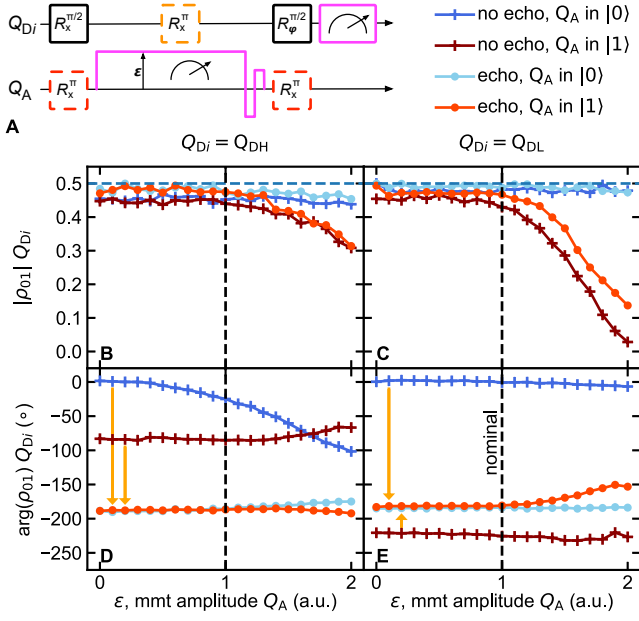 Q_Di R_x^π/2 R_x^π R_φ^π/2
Q_A R_x^π ε R_x^π
A
no echo, Q_A in |0⟩
no echo, Q_A in |1⟩
echo, Q_A in |0⟩
echo, Q_A in |1⟩
Q_Di = Q_DH
Q_Di = Q_DL
|ρ_01| Q_Di
0.5
0.4
0.3
0.2
0.1
0.0
B
C
arg(ρ_01) Q_Di (∘)
0
−50
−100
−150
−200
−250
nominal
D
E
0 1 2
0 1 2
ε, mmt amplitude Q_A (a.u.)
ε, mmt amplitude Q_A (a.u.)